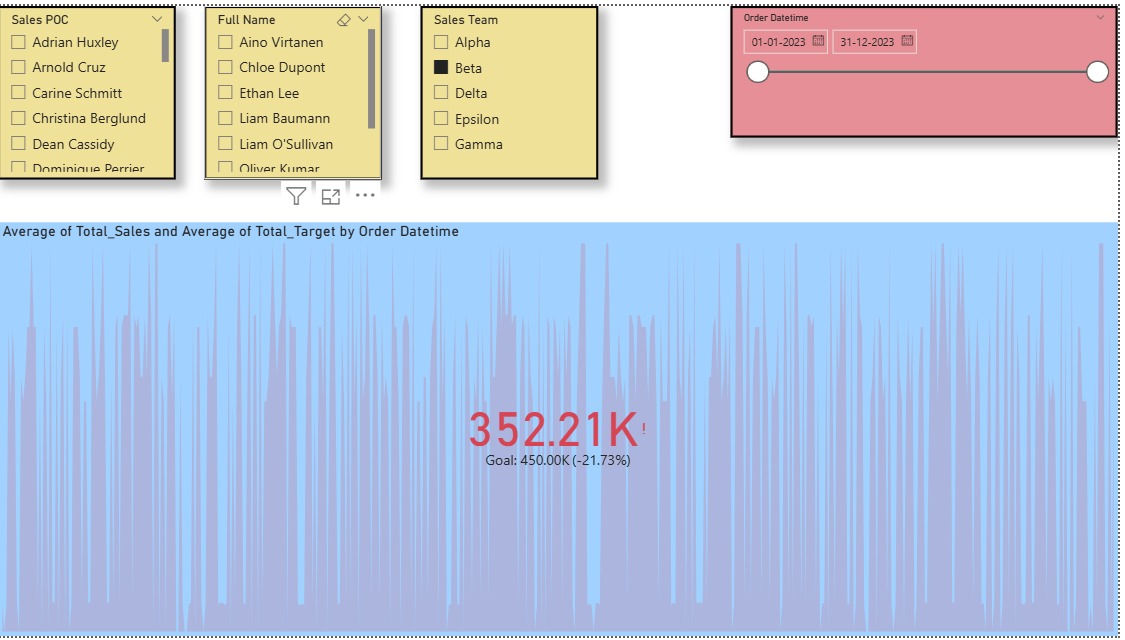 Sales POC
Adrian Huxley
Arnold Cruz
Carine Schmitt
Christina Berglund
Dean Cassidy
Dominique Perrier
Full Name
Aino Virtanen
Chloe Dupont
Ethan Lee
Liam Baumann
Liam O'Sullivan
Oliver Kumar
Sales Team
Alpha
Beta
Delta
Epsilon
Gamma
Order Datetime
01-01-2023 31-12-2023
Average of Total_Sales and Average of Total_Target by Order Datetime
352.21K!
Goal: 450.00K (-21.73%)